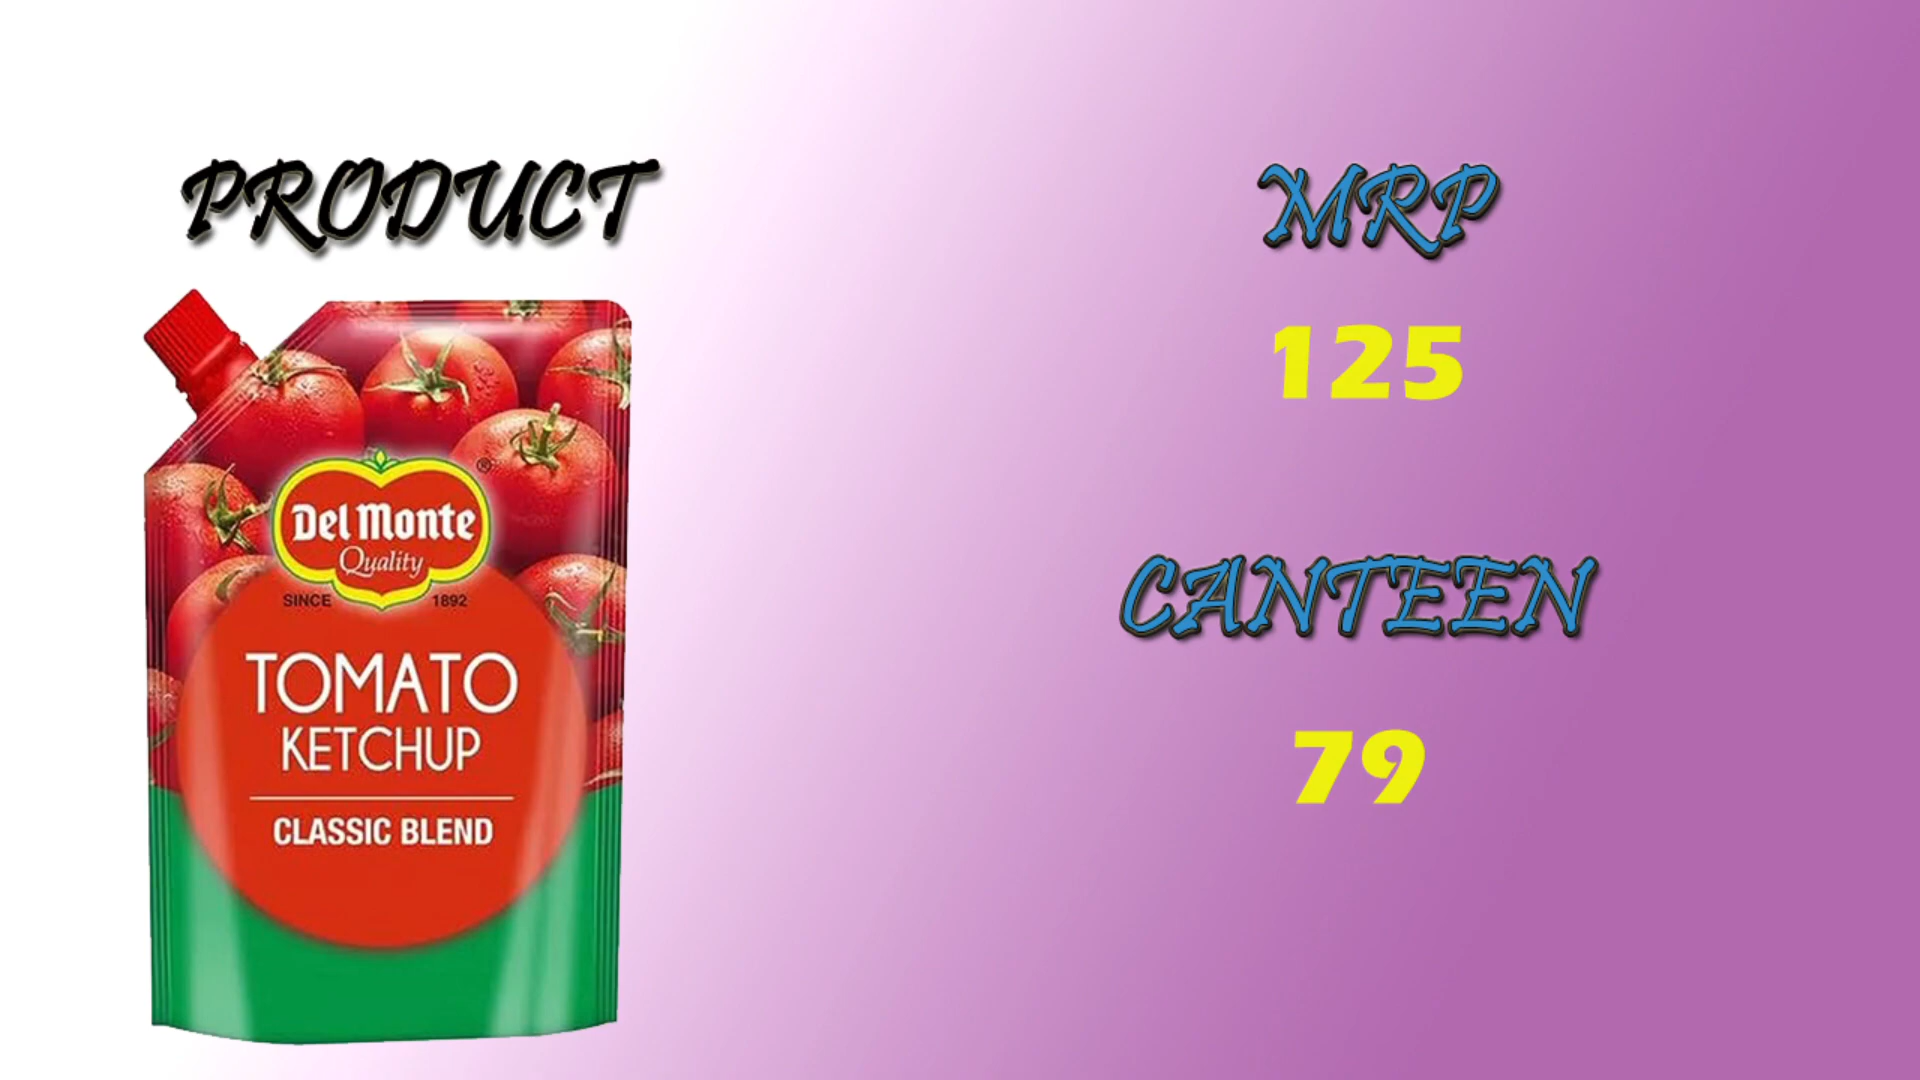 PRODUCT
MRP
125
CANTEEN
79
Del Monte
®
Quality
SINCE 1892
TOMATO
KETCHUP
CLASSIC BLEND